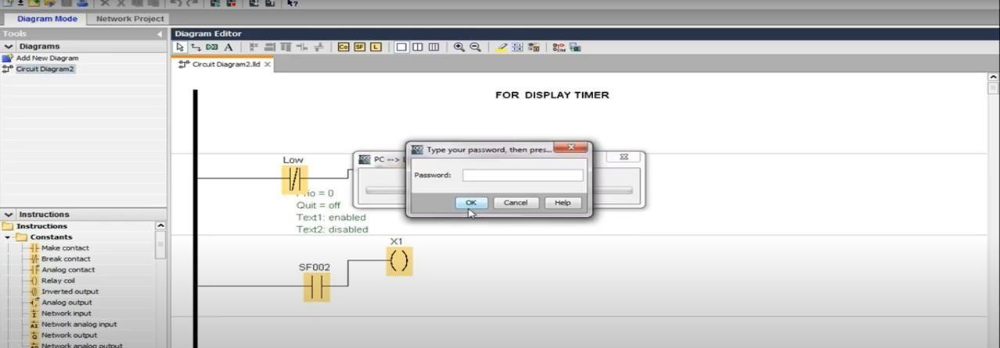 Diagram Mode
Network Project
Tools
Diagrams
Add New Diagram
Circuit Diagram2
Instructions
Instructions
Constants
Make contact
Break contact
Analog contact
Relay coil
Inverted output
Analog output
Network input
Network analog input
Network output
Network analog output
Diagram Editor
A
Co
SF
L
Circuit Diagram2.lld
FOR DISPLAY TIMER
Low
Prio = 0
Quit = off
Text1: enabled
Text2: disabled
PC -->
Type your password, then pres...
Password:
OK
Cancel
Help
X1
SF002